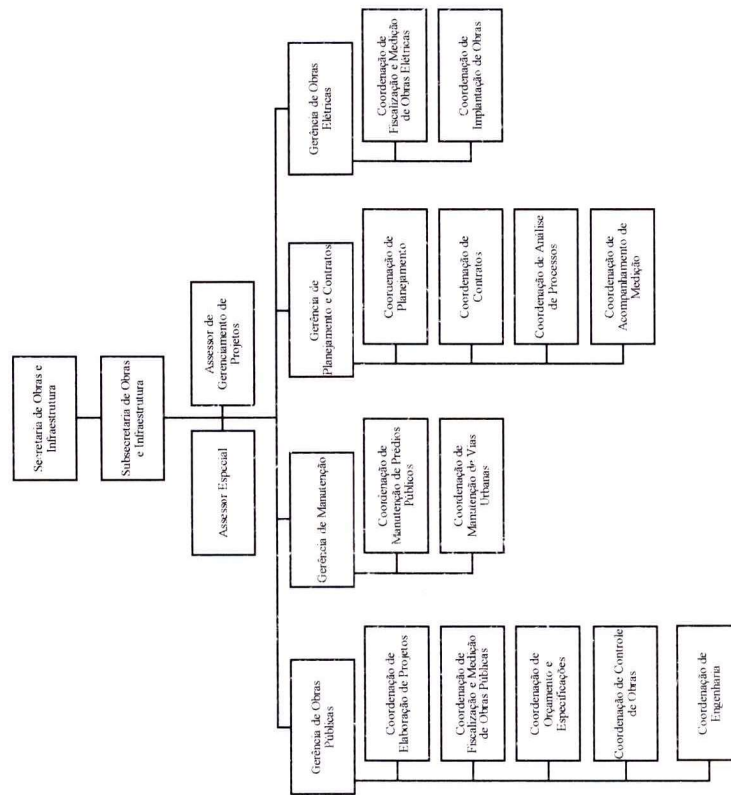 Secretaria de Obras e
Infraestrutura
Subsecretaria de Obras
e Infraestrutura
Assessor Especial
Assessor de
Gerenciamento de
Projetos
Gerência de Obras
Públicas
Coordenação de
Elaboração de Projetos
Coordenação de
Fiscalização e Medição
de Obras Públicas
Coordenação de
Orçamento e
Especificações
Coordenação de Controle
de Obras
Coordenação de
Engenharia
Gerência de Manutenção
Coordenação de
Manutenção de Prédios
Públicos
Coordenação de
Manutenção de Vias
Urbanas
Gerência de
Planejamento e Contratos
Coordenação de
Planejamento
Coordenação de
Contratos
Coordenação de Análise
de Processos
Coordenação de
Acompanhamento de
Medição
Gerência de Obras
Elétricas
Coordenação de
Fiscalização e Medição
de Obras Elétricas
Coordenação de
Implantação de Obras